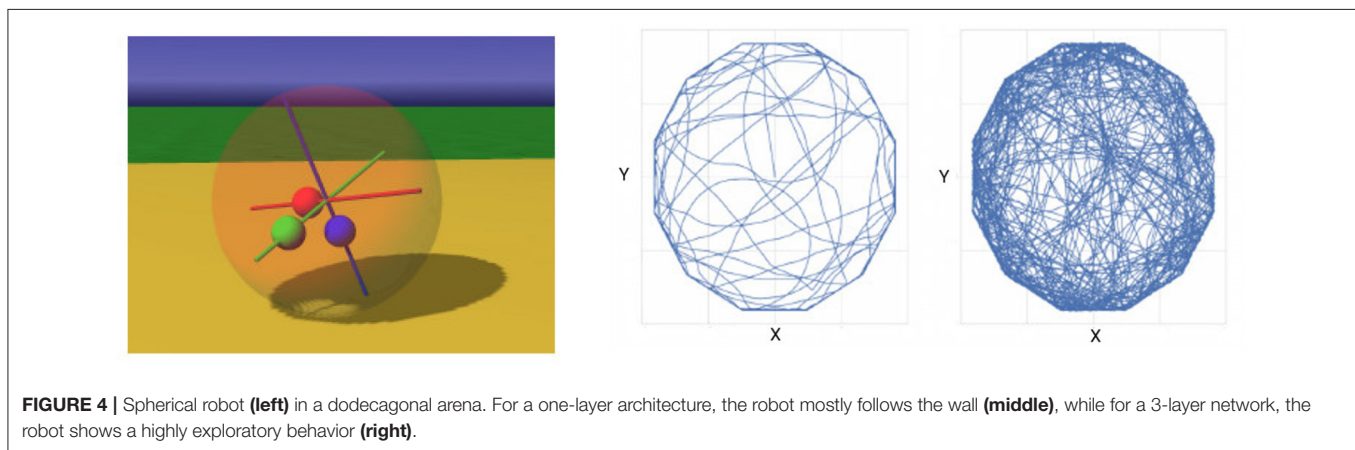 Y
X
Y
X
FIGURE 4 | Spherical robot (left) in a dodecagonal arena. For a one-layer architecture, the robot mostly follows the wall (middle), while for a 3-layer network, the
robot shows a highly exploratory behavior (right).